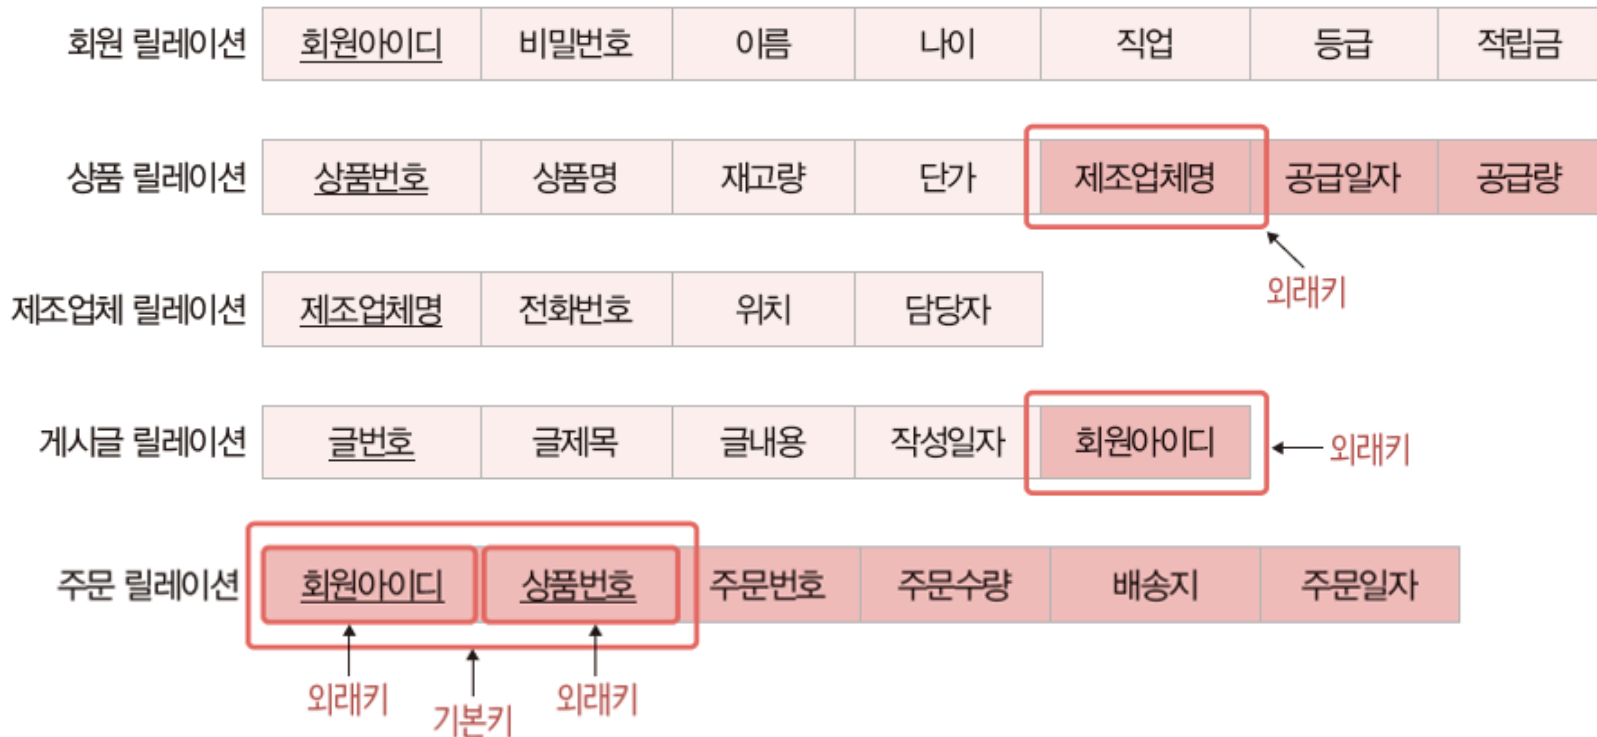 회원 릴레이션 회원아이디 비밀번호 이름 나이 직업 등급 적립금
상품 릴레이션 상품번호 상품명 재고량 단가 제조업체명 공급일자 공급량
외래키
제조업체 릴레이션 제조업체명 전화번호 위치 담당자
게시글 릴레이션 글번호 글제목 글내용 작성일자 회원아이디 외래키
주문 릴레이션 회원아이디 상품번호 주문번호 주문수량 배송지 주문일자
외래키 기본키 외래키